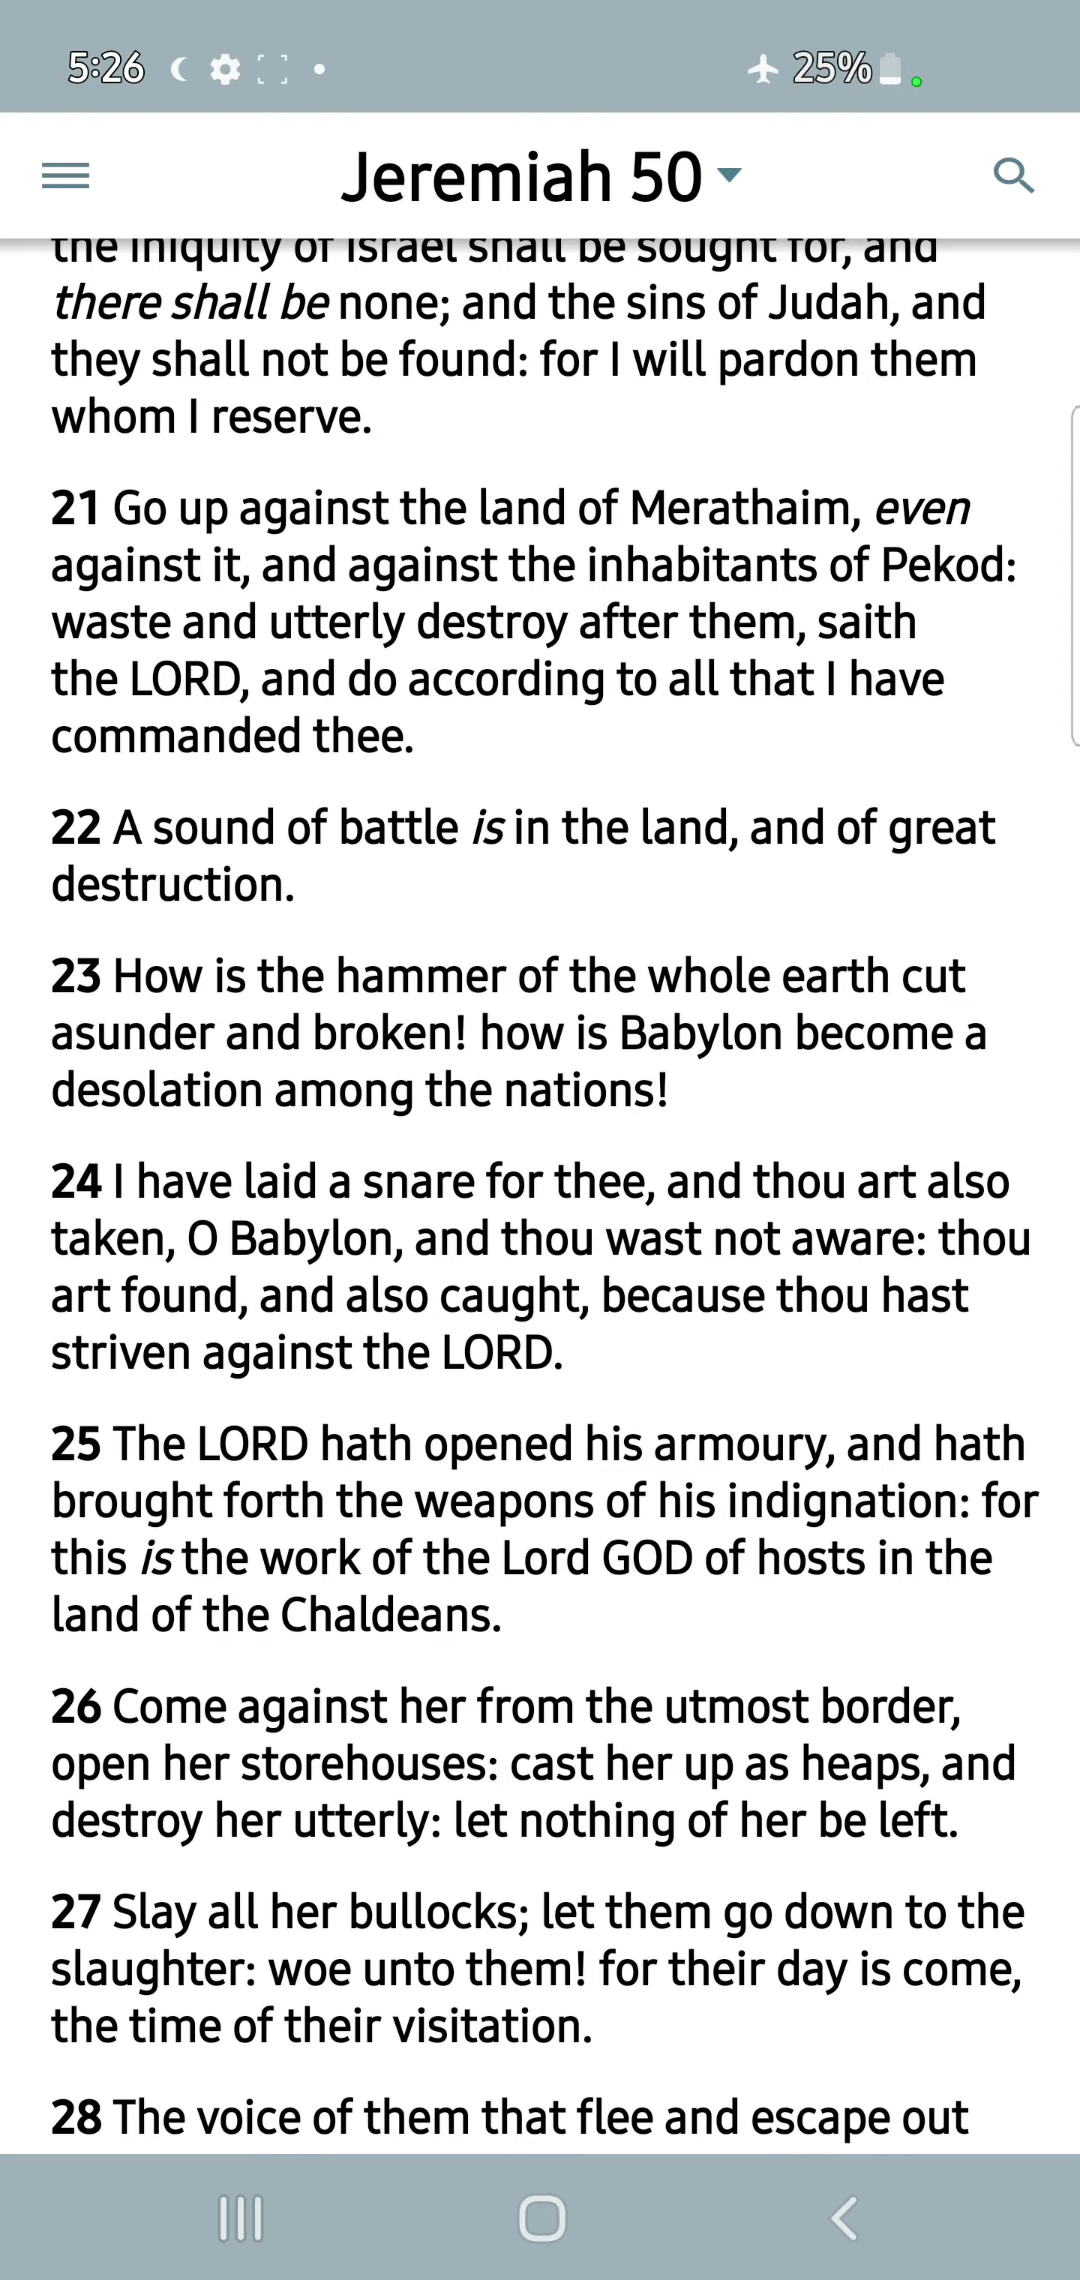 5:26
25%
Jeremiah 50
the iniquity of Israel shall be sought for, and
there shall be none; and the sins of Judah, and
they shall not be found: for I will pardon them
whom I reserve.
21 Go up against the land of Merathaim, even
against it, and against the inhabitants of Pekod:
waste and utterly destroy after them, saith
the LORD, and do according to all that I have
commanded thee.
22 A sound of battle is in the land, and of great
destruction.
23 How is the hammer of the whole earth cut
asunder and broken! how is Babylon become a
desolation among the nations!
24 I have laid a snare for thee, and thou art also
taken, O Babylon, and thou wast not aware: thou
art found, and also caught, because thou hast
striven against the LORD.
25 The LORD hath opened his armoury, and hath
brought forth the weapons of his indignation: for
this is the work of the Lord GOD of hosts in the
land of the Chaldeans.
26 Come against her from the utmost border,
open her storehouses: cast her up as heaps, and
destroy her utterly: let nothing of her be left.
27 Slay all her bullocks; let them go down to the
slaughter: woe unto them! for their day is come,
the time of their visitation.
28 The voice of them that flee and escape out